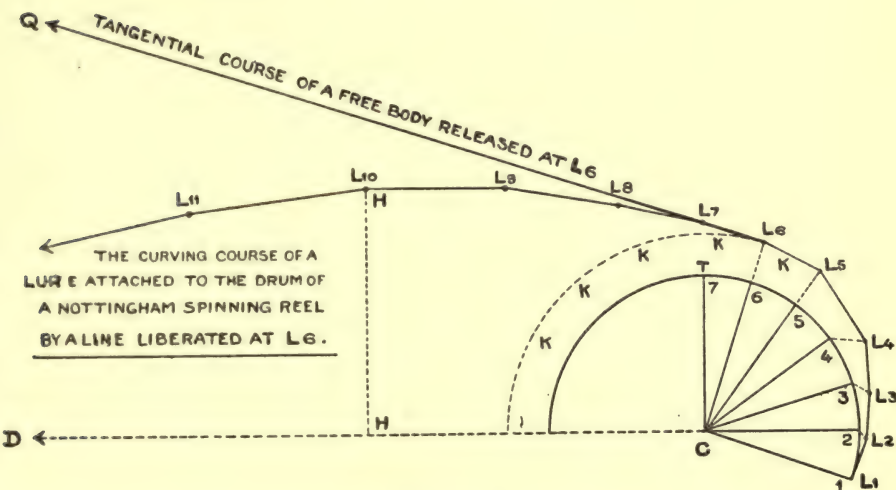 Q
TANGENTIAL COURSE OF A FREE BODY RELEASED AT L6
L10
L9
L8
L11
H
L7
L6
K
K
L5
K
T
7
6
K
5
K
4
L4
K
3
L3
THE CURVING COURSE OF A
LURE ATTACHED TO THE DRUM OF
A NOTTINGHAM SPINNING REEL
BY A LINE LIBERATED AT L6.
D
H
C
2
L2
1
L1